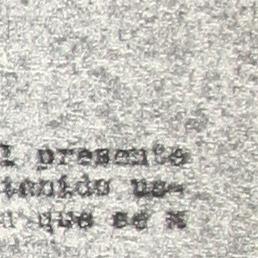 l presente
tenido us-
a que se